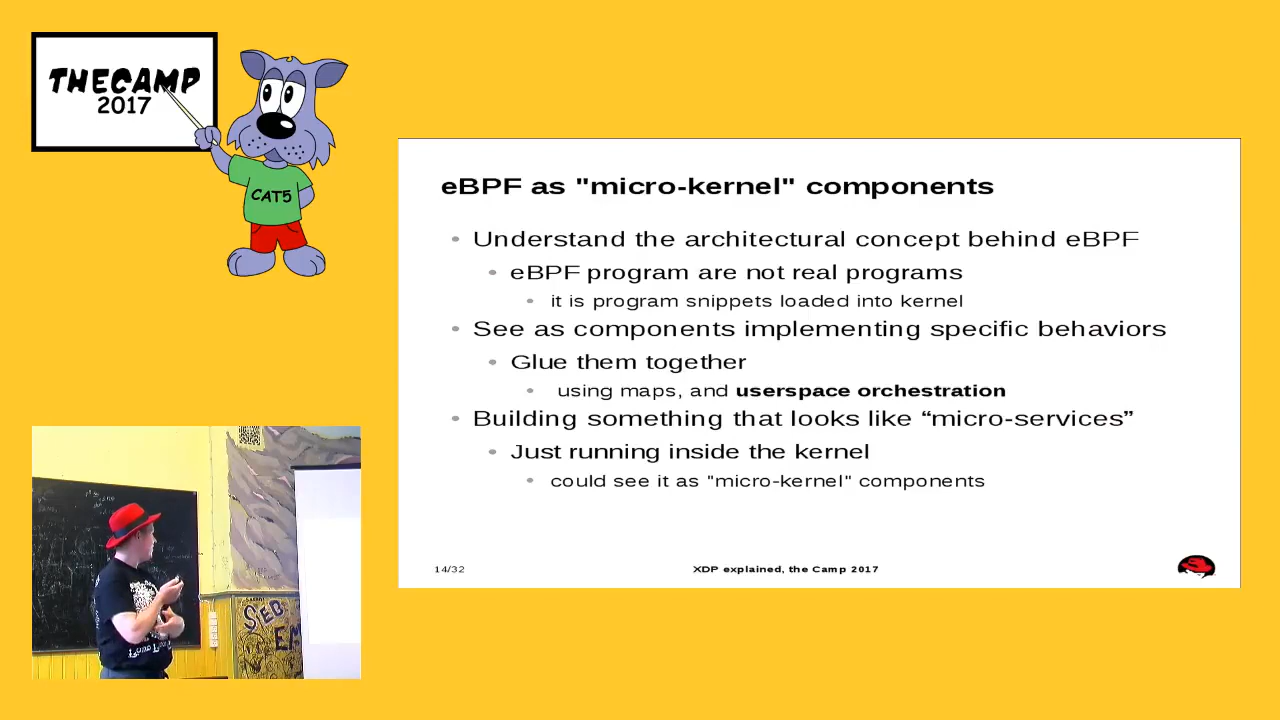 THECAMP
2017
CAT5
eBPF as "micro-kernel" components
Understand the architectural concept behind eBPF
eBPF program are not real programs
it is program snippets loaded into kernel
See as components implementing specific behaviors
Glue them together
using maps, and userspace orchestration
Building something that looks like “micro-services”
Just running inside the kernel
could see it as "micro-kernel" components
14/32
XDP explained, the Camp 2017